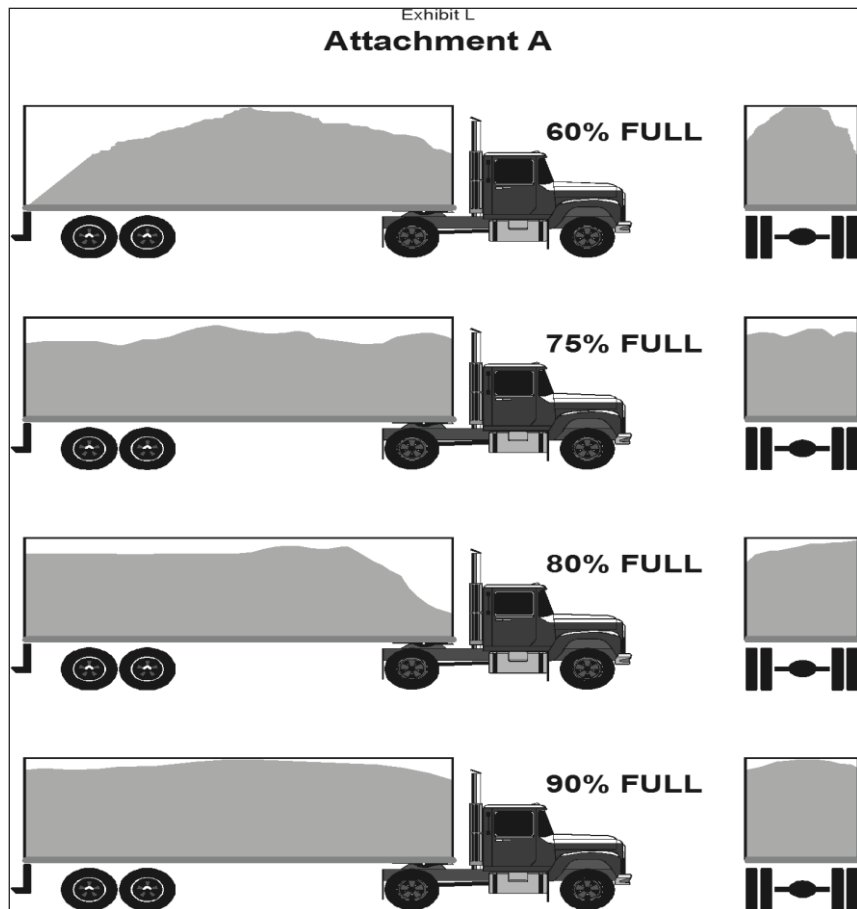 Exhibit L
Attachment A
60% FULL
75% FULL
80% FULL
90% FULL